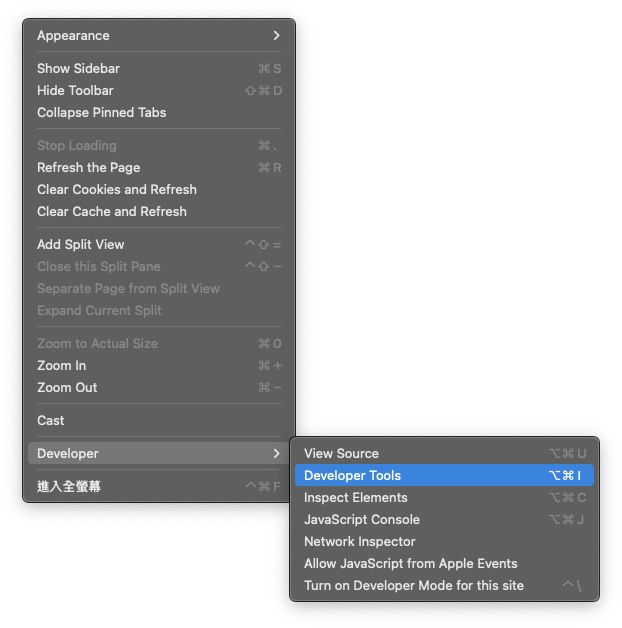 Appearance
Show Sidebar ⌘ S
Hide Toolbar ⇧ ⌘ D
Collapse Pinned Tabs
Stop Loading ⌘ .
Refresh the Page ⌘ R
Clear Cookies and Refresh
Clear Cache and Refresh
Add Split View ^ ⇧ =
Close this Split Pane ^ ⇧ −
Separate Page from Split View
Expand Current Split
Zoom to Actual Size ⌘ 0
Zoom In ⌘ +
Zoom Out ⌘ −
Cast
Developer
進入全螢幕 ^ ⌘ F
View Source ⌥ ⌘ U
Developer Tools ⌥ ⌘ I
Inspect Elements ⌥ ⌘ C
JavaScript Console ⌥ ⌘ J
Network Inspector
Allow JavaScript from Apple Events
Turn on Developer Mode for this site ^ \